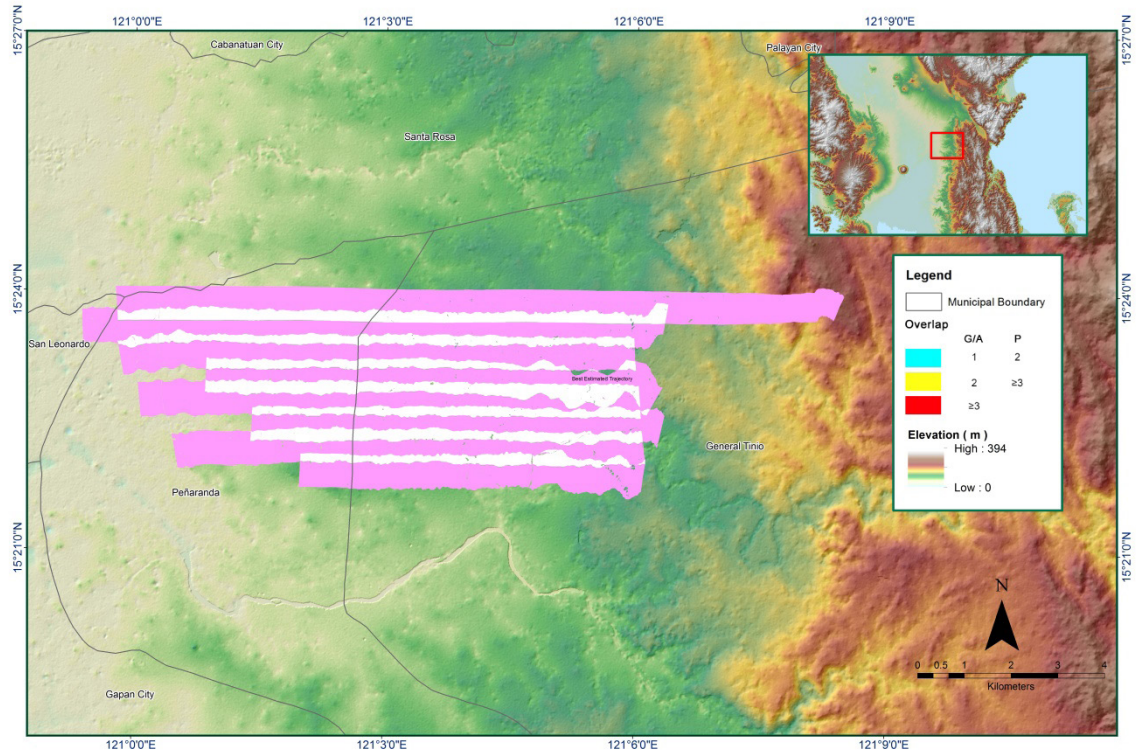 121°0'0"E 121°3'0"E 121°6'0"E 121°9'0"E
15°27'0"N 15°27'0"N
Cabanatuan City
Palayan City
Santa Rosa
15°24'0"N 15°24'0"N
San Leonardo
Best Estimated Trajectory
General Tinio
Peñaranda
15°21'0"N 15°21'0"N
Gapan City
Legend
Municipal Boundary
Overlap
G/A P
1 2
2 ≥3
≥3
Elevation ( m )
High : 394
Low : 0
N
0 0.5 1 2 3 4
Kilometers
121°0'0"E 121°3'0"E 121°6'0"E 121°9'0"E